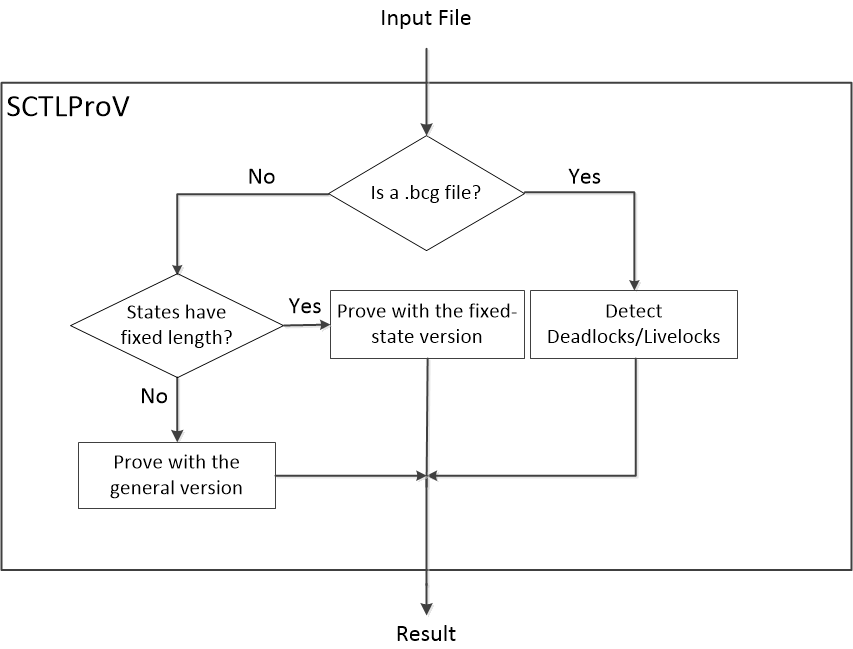 Input File
SCTLProV
Is a .bcg file?
No
Yes
States have
fixed length?
Yes
Prove with the fixed-
state version
Detect
Deadlocks/Livelocks
No
Prove with the
general version
Result